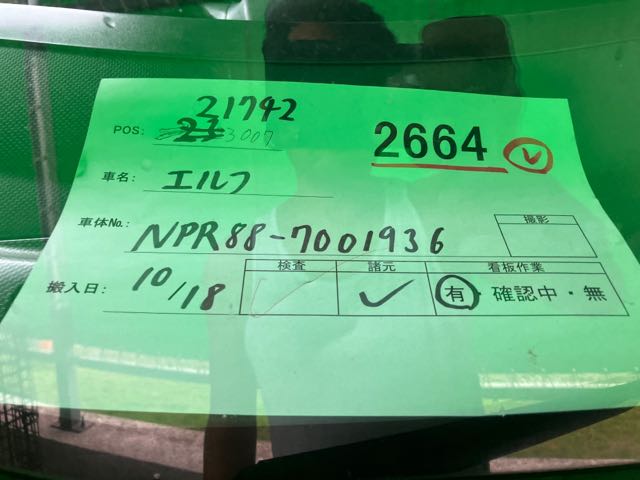 21742
POS: 3007
2664 レ
車名: エルフ
車体No.: NPR88-7001936
撮影
搬入日: 10/18
検査 諸元 看板作業
✓ 有・確認中・無